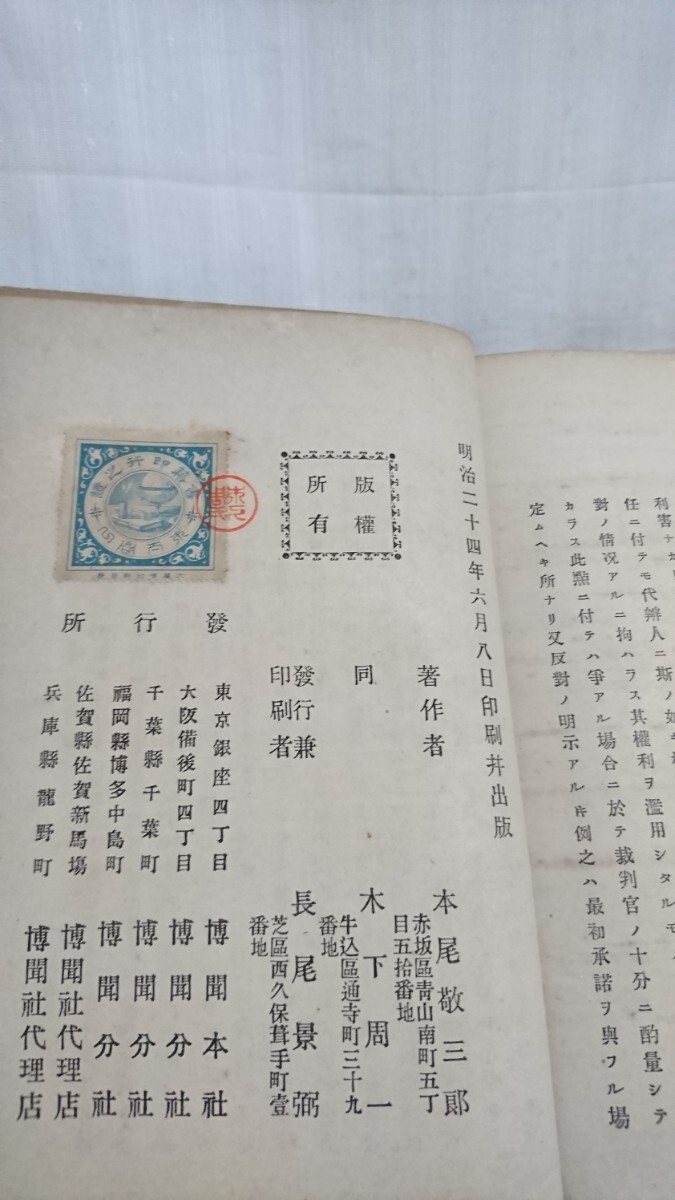 利害
任ニ付テモ代辨人ニ斯ノ如キ
對ノ情况アルニ拘ハラス其權利ヲ濫用シタルモ
カラス此㸃ニ付テハ爭アル塲合ニ於テ裁判官ノ十分ニ酌量シテ
定ムヘキ所ナリ又反對ノ明示アルトキ例之ハ最初承諾ヲ與フル塲
明治二十四年六月八日印刷并出版
版權
所有
著作者
本尾敬三郎
赤坂區青山南町五丁
目五拾番地
同
木下周一
牛込區通寺町三十九
番地
發行兼
印刷者
長尾景弼
芝區西久保葺手町壹
番地
發行所
東京銀座四丁目 博聞本社
大阪備後町四丁目 博聞分社
千葉縣千葉町 博聞分社
福岡縣博多中島町 博聞分社
佐賀縣佐賀新馬塲 博聞社代理店
兵庫縣龍野町 博聞社代理店